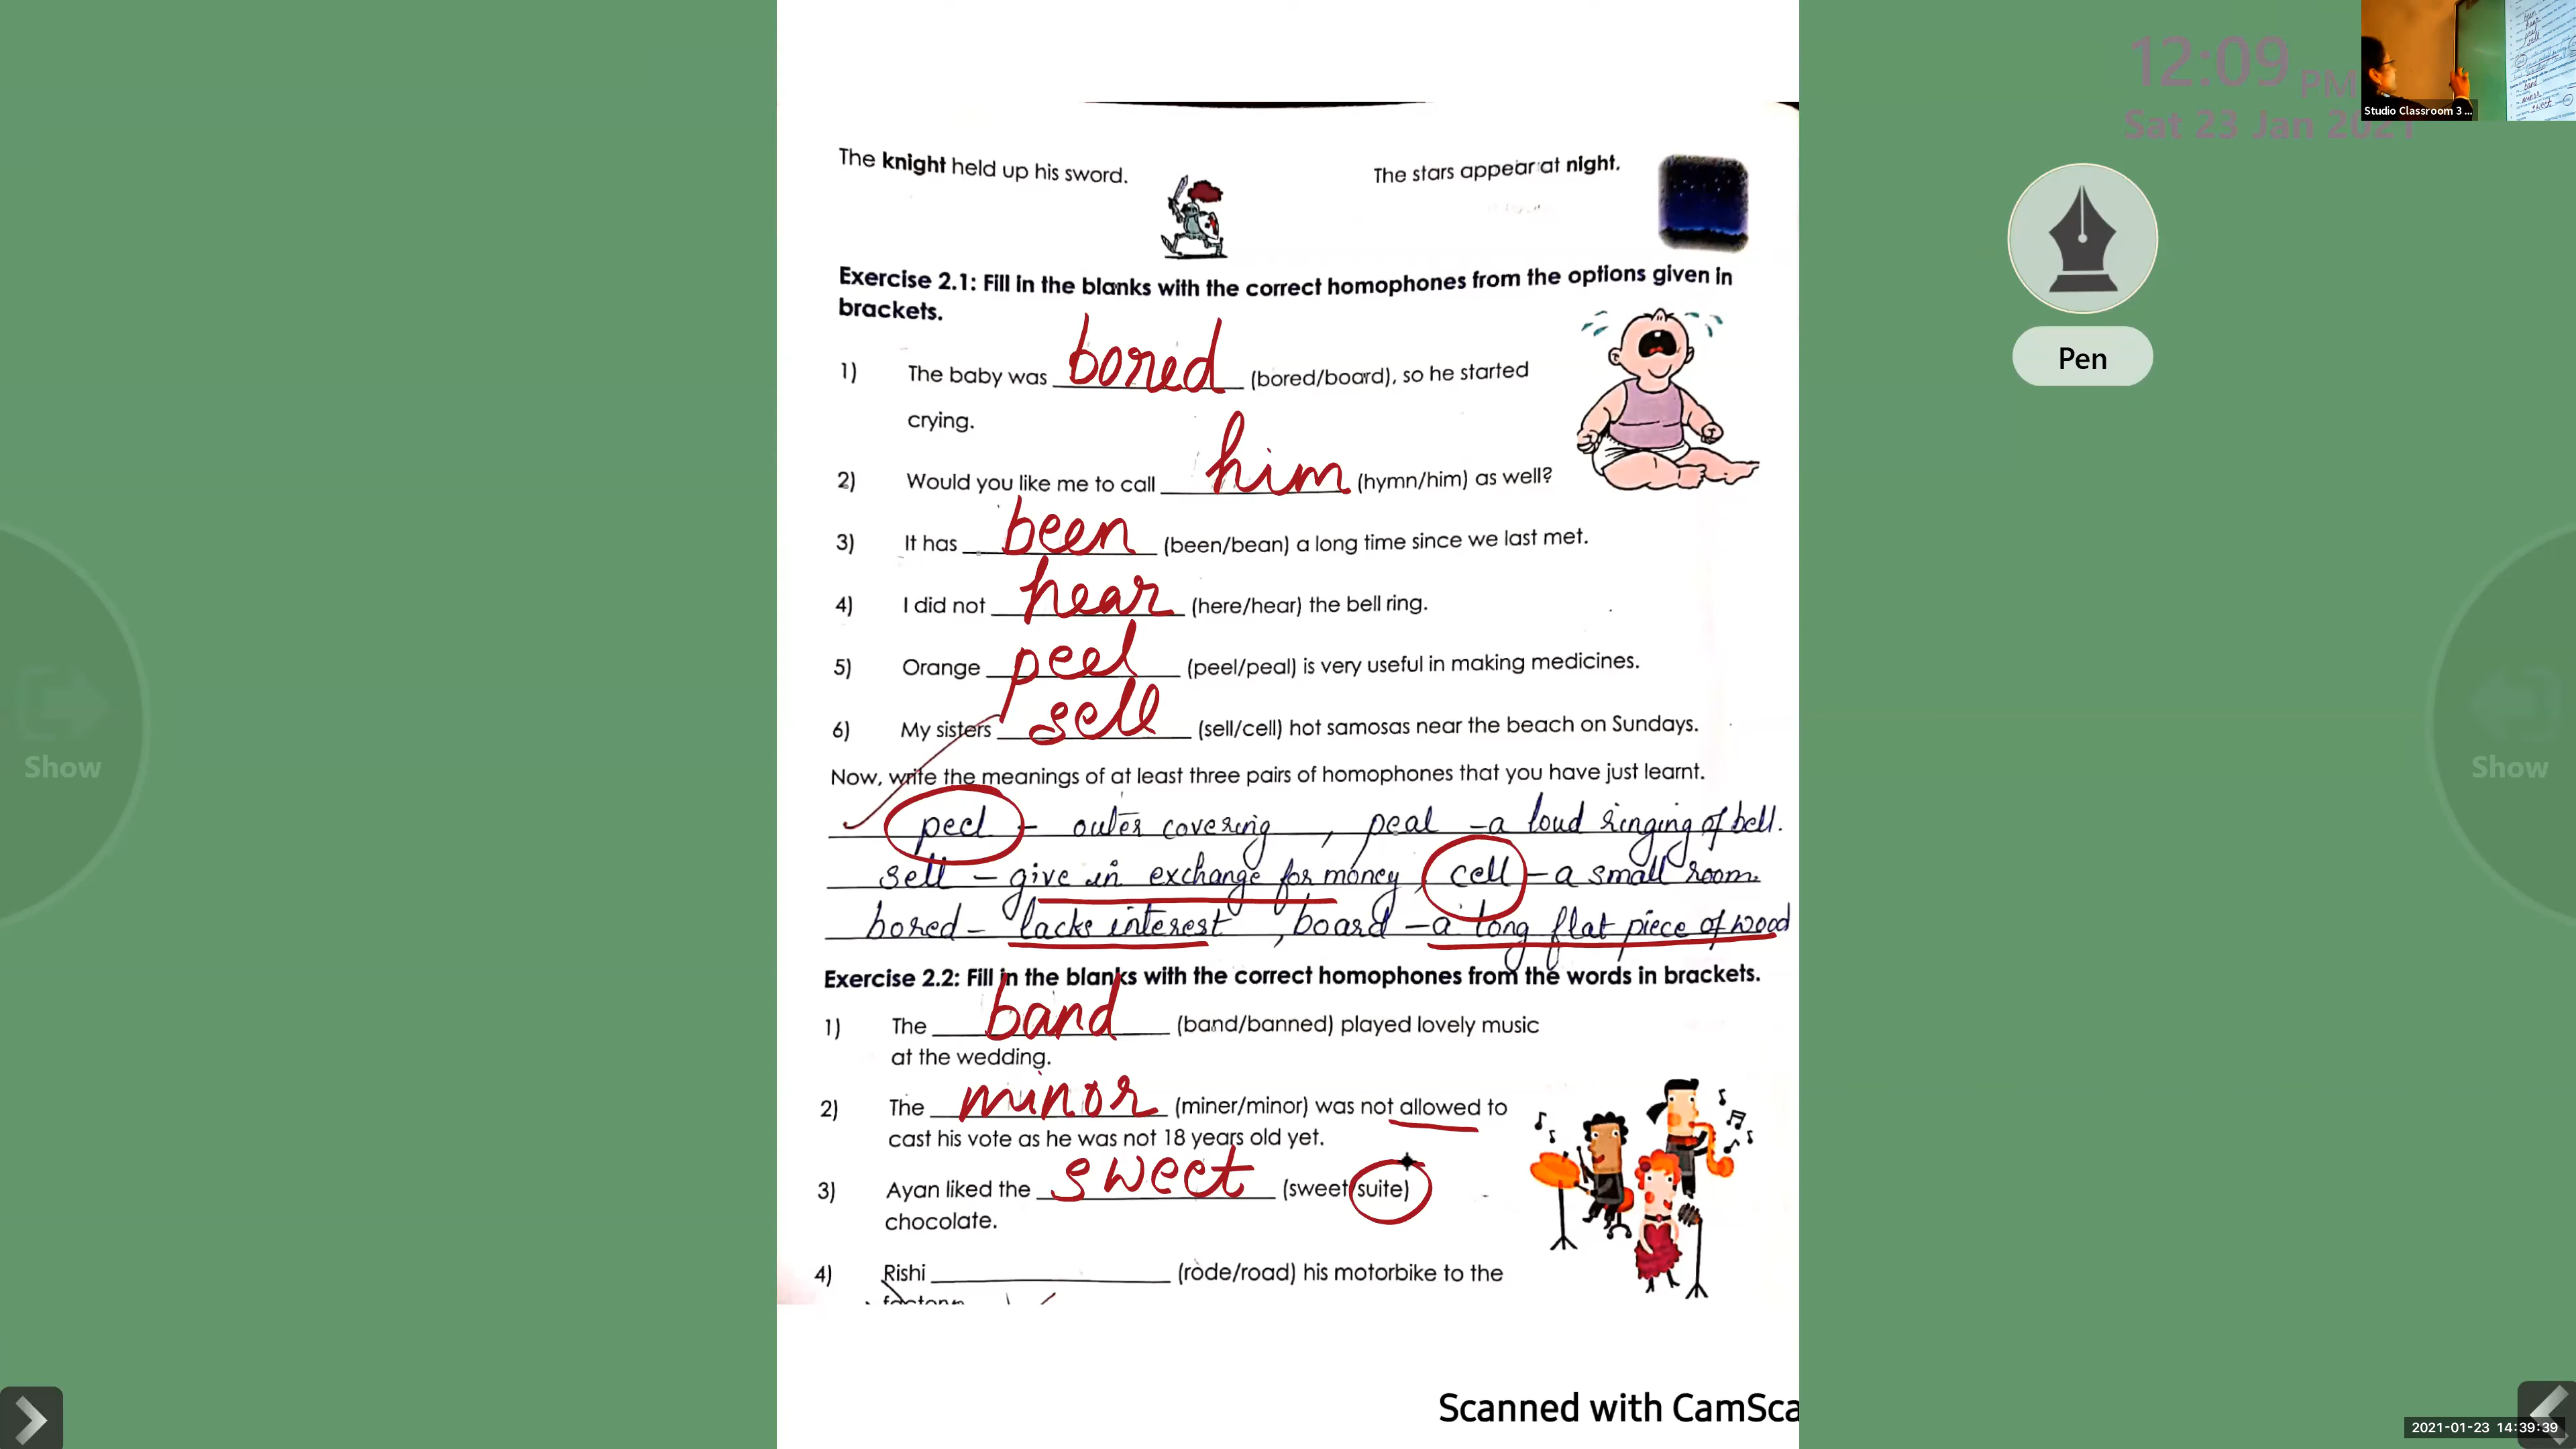 12:09 PM
Sat 23 Jan 2021
Studio Classroom 3 ...
The knight held up his sword. The stars appear at night.
Pen
Exercise 2.1: Fill in the blanks with the correct homophones from the options given in
brackets.
1) The baby was bored (bored/board), so he started
crying.
2) Would you like me to call him (hymn/him) as well?
3) It has been (been/bean) a long time since we last met.
4) I did not hear (here/hear) the bell ring.
5) Orange peel (peel/peal) is very useful in making medicines.
6) My sisters sell (sell/cell) hot samosas near the beach on Sundays.
Show
Show
Now, write the meanings of at least three pairs of homophones that you have just learnt.
peel - outer covering , peal - a loud ringing of bell.
sell - give in exchange for money, cell - a small room.
bored - lacks interest , board - a long flat piece of wood
Exercise 2.2: Fill in the blanks with the correct homophones from the words in brackets.
1) The band (band/banned) played lovely music
at the wedding.
2) The minor (miner/minor) was not allowed to
cast his vote as he was not 18 years old yet.
3) Ayan liked the sweet (sweet/suite)
chocolate.
4) Rishi (rode/road) his motorbike to the
Scanned with CamSca
2021-01-23 14:39:39